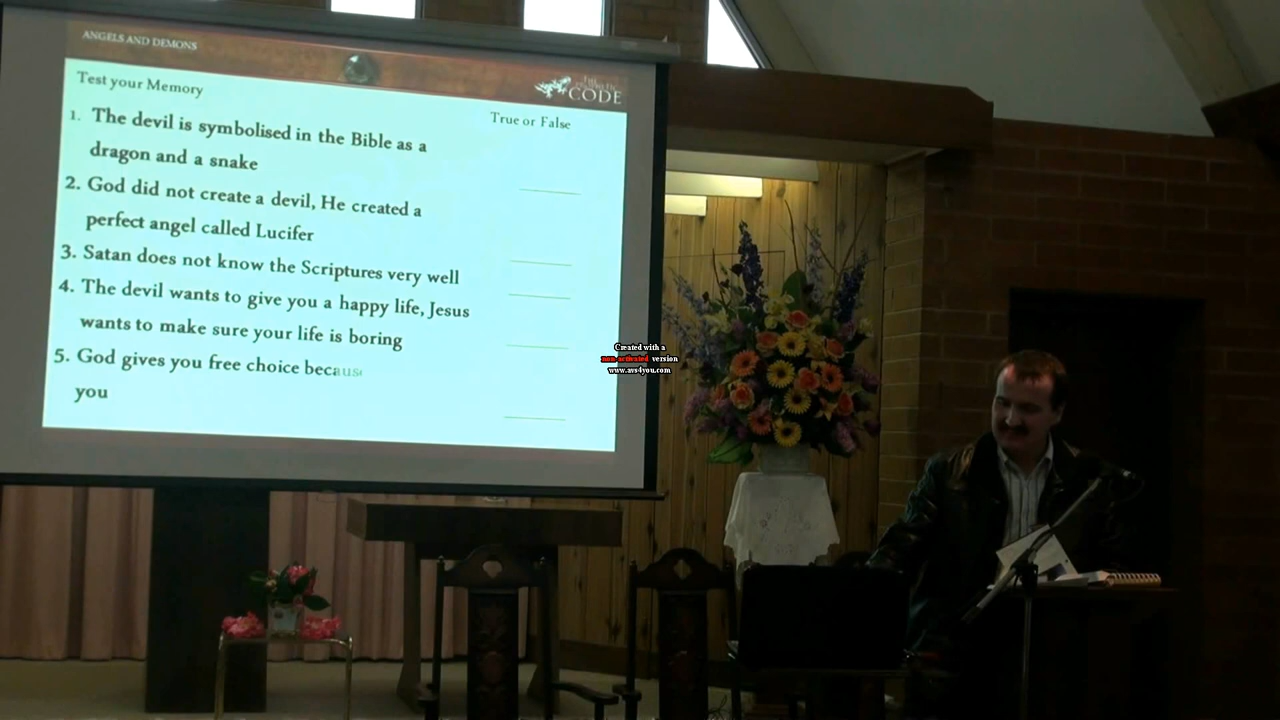 ANGELS AND DEMONS
CODE
Test your Memory
True or False
1. The devil is symbolised in the Bible as a
dragon and a snake
2. God did not create a devil, He created a
perfect angel called Lucifer
3. Satan does not know the Scriptures very well
4. The devil wants to give you a happy life, Jesus
wants to make sure your life is boring
5. God gives you free choice because
you
Created with a
non-activated version
www.avs4you.com